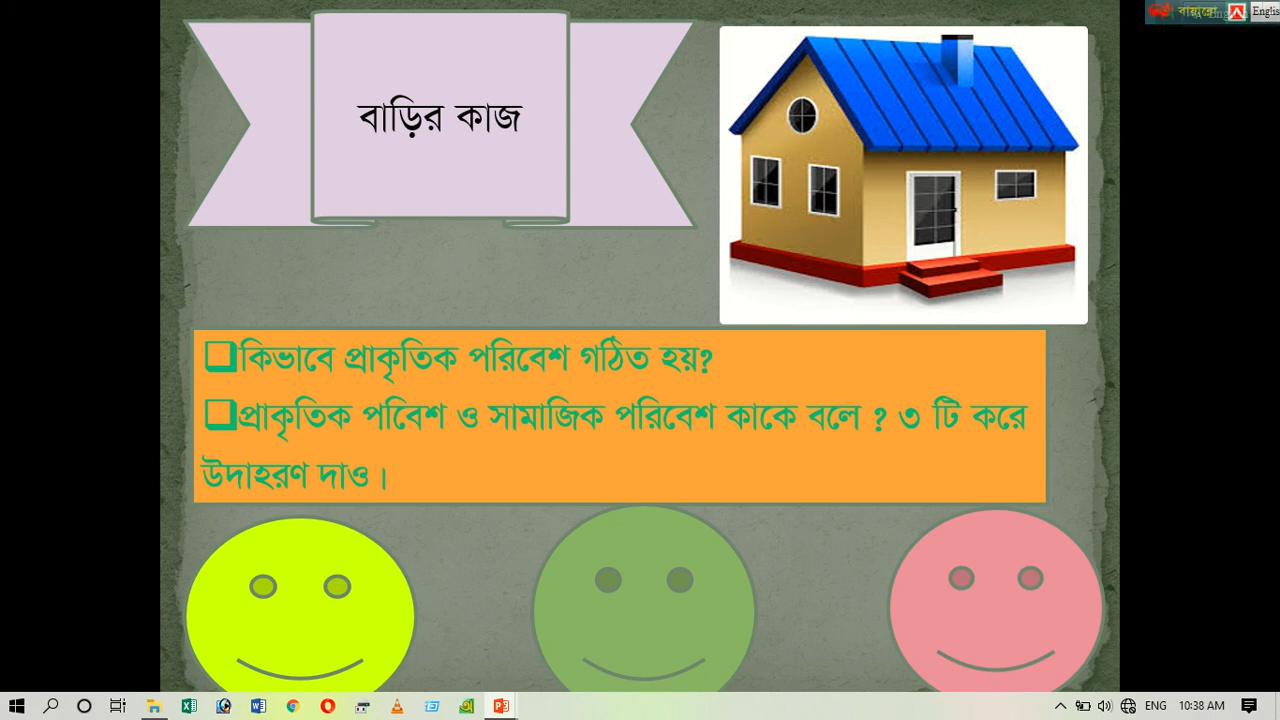 বাড়ির কাজ
কিভাবে প্রাকৃতিক পরিবেশ গঠিত হয়?
প্রাকৃতিক পবিেশ ও সামাজিক পরিবেশ কাকে বলে ? ৩ টি করে
উদাহরণ দাও।
ENG
10:38 AM